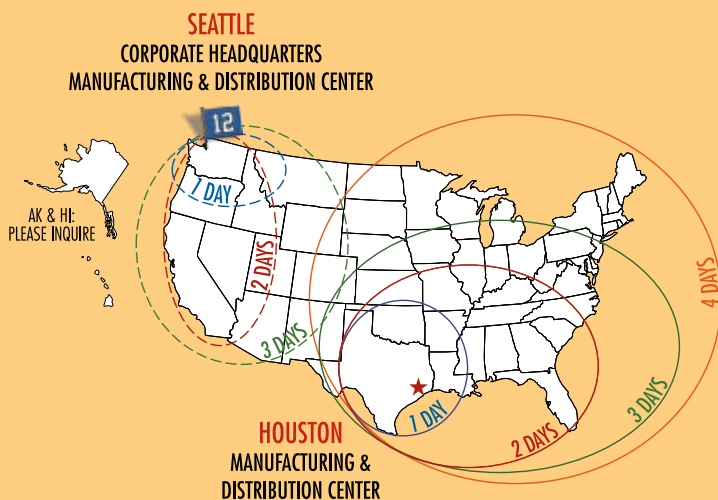 SEATTLE
CORPORATE HEADQUARTERS
MANUFACTURING & DISTRIBUTION CENTER
12
1 DAY
AK & HI:
PLEASE INQUIRE
2 DAYS
3 DAYS
4 DAYS
1 DAY
2 DAYS
3 DAYS
HOUSTON
MANUFACTURING &
DISTRIBUTION CENTER